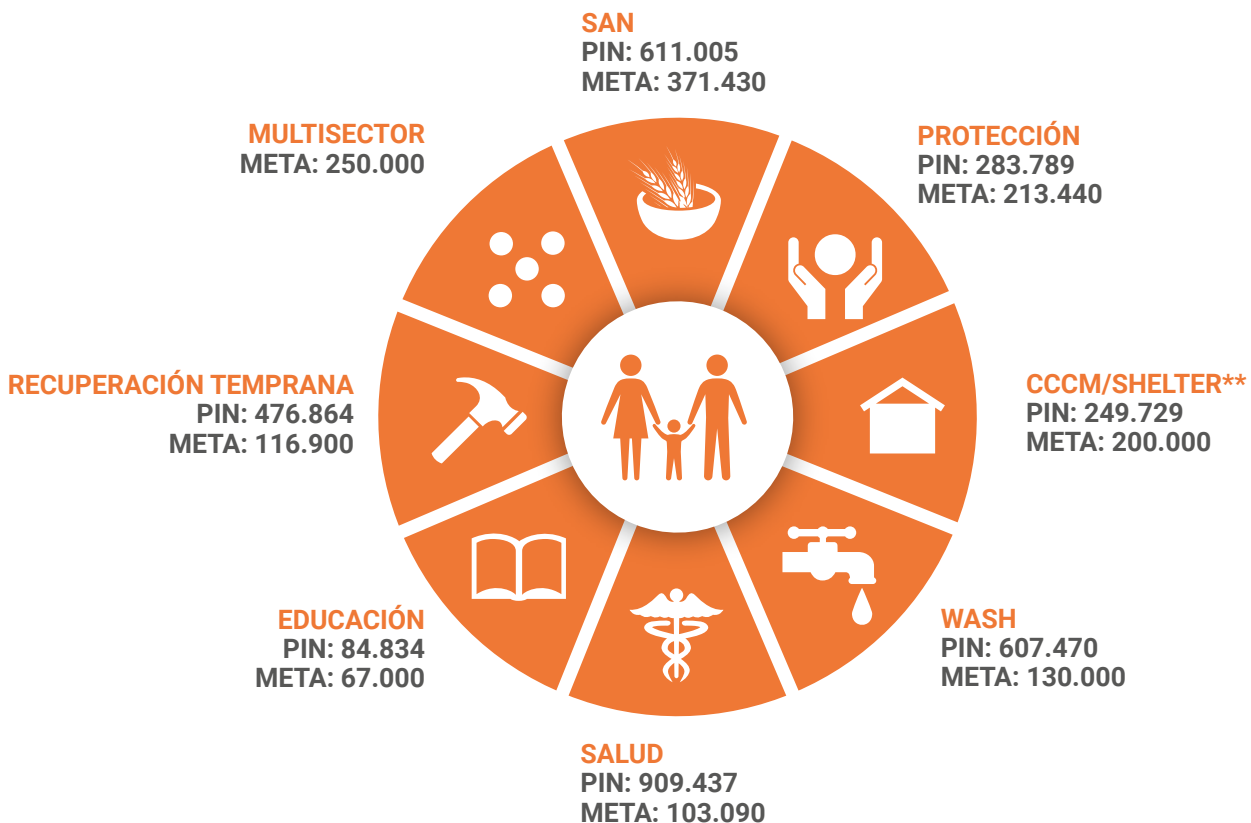 SAN
PIN: 611.005
META: 371.430
MULTISECTOR
META: 250.000
PROTECCIÓN
PIN: 283.789
META: 213.440
RECUPERACIÓN TEMPRANA
PIN: 476.864
META: 116.900
CCCM/SHELTER**
PIN: 249.729
META: 200.000
EDUCACIÓN
PIN: 84.834
META: 67.000
WASH
PIN: 607.470
META: 130.000
SALUD
PIN: 909.437
META: 103.090